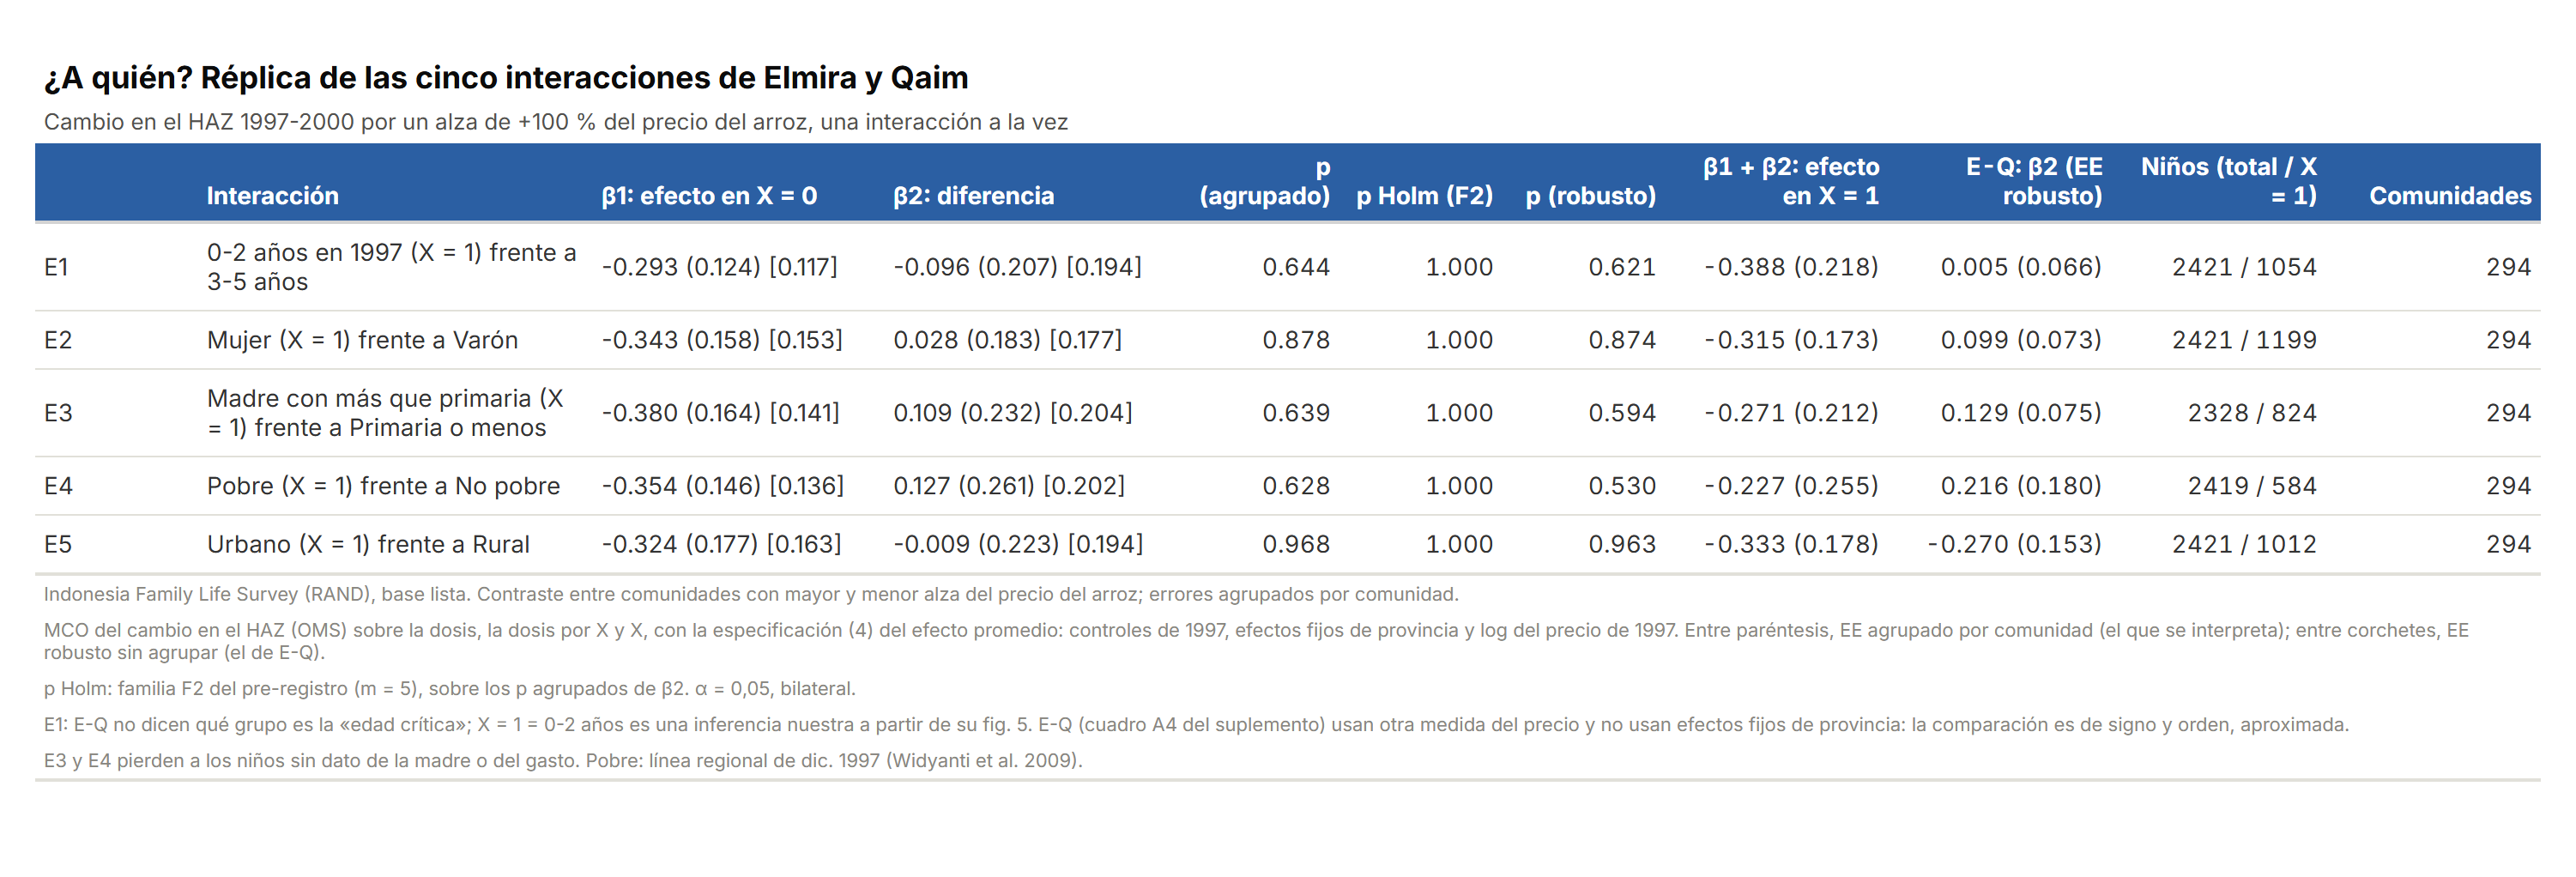 ¿A quién? Réplica de las cinco interacciones de Elmira y Qaim
Cambio en el HAZ 1997-2000 por un alza de +100 % del precio del arroz, una interacción a la vez
Interacción β1: efecto en X = 0 β2: diferencia p (agrupado) p Holm (F2) p (robusto) β1 + β2: efecto en X = 1 E-Q: β2 (EE robusto) Niños (total / X = 1) Comunidades
E1 0-2 años en 1997 (X = 1) frente a 3-5 años -0.293 (0.124) [0.117] -0.096 (0.207) [0.194] 0.644 1.000 0.621 -0.388 (0.218) 0.005 (0.066) 2421 / 1054 294
E2 Mujer (X = 1) frente a Varón -0.343 (0.158) [0.153] 0.028 (0.183) [0.177] 0.878 1.000 0.874 -0.315 (0.173) 0.099 (0.073) 2421 / 1199 294
E3 Madre con más que primaria (X = 1) frente a Primaria o menos -0.380 (0.164) [0.141] 0.109 (0.232) [0.204] 0.639 1.000 0.594 -0.271 (0.212) 0.129 (0.075) 2328 / 824 294
E4 Pobre (X = 1) frente a No pobre -0.354 (0.146) [0.136] 0.127 (0.261) [0.202] 0.628 1.000 0.530 -0.227 (0.255) 0.216 (0.180) 2419 / 584 294
E5 Urbano (X = 1) frente a Rural -0.324 (0.177) [0.163] -0.009 (0.223) [0.194] 0.968 1.000 0.963 -0.333 (0.178) -0.270 (0.153) 2421 / 1012 294
Indonesia Family Life Survey (RAND), base lista. Contraste entre comunidades con mayor y menor alza del precio del arroz; errores agrupados por comunidad.
MCO del cambio en el HAZ (OMS) sobre la dosis, la dosis por X y X, con la especificación (4) del efecto promedio: controles de 1997, efectos fijos de provincia y log del precio de 1997. Entre paréntesis, EE agrupado por comunidad (el que se interpreta); entre corchetes, EE
robusto sin agrupar (el de E-Q).
p Holm: familia F2 del pre-registro (m = 5), sobre los p agrupados de β2. α = 0,05, bilateral.
E1: E-Q no dicen qué grupo es la «edad crítica»; X = 1 = 0-2 años es una inferencia nuestra a partir de su fig. 5. E-Q (cuadro A4 del suplemento) usan otra medida del precio y no usan efectos fijos de provincia: la comparación es de signo y orden, aproximada.
E3 y E4 pierden a los niños sin dato de la madre o del gasto. Pobre: línea regional de dic. 1997 (Widyanti et al. 2009).